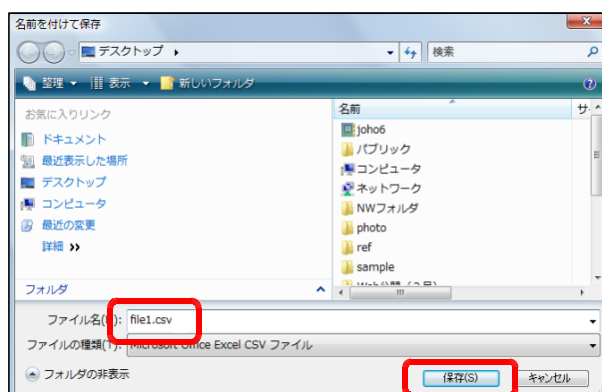 名前を付けて保存
デスクトップ
検索
整理 表示 新しいフォルダ
お気に入りリンク
ドキュメント
最近表示した場所
デスクトップ
コンピュータ
最近の変更
詳細 >>
フォルダ
名前 サ
joho6
パブリック
コンピュータ
ネットワーク
NWフォルダ
photo
ref
sample
ファイル名(N): file1.csv
ファイルの種類(T): Microsoft Office Excel CSV ファイル
フォルダの非表示
保存(S) キャンセル